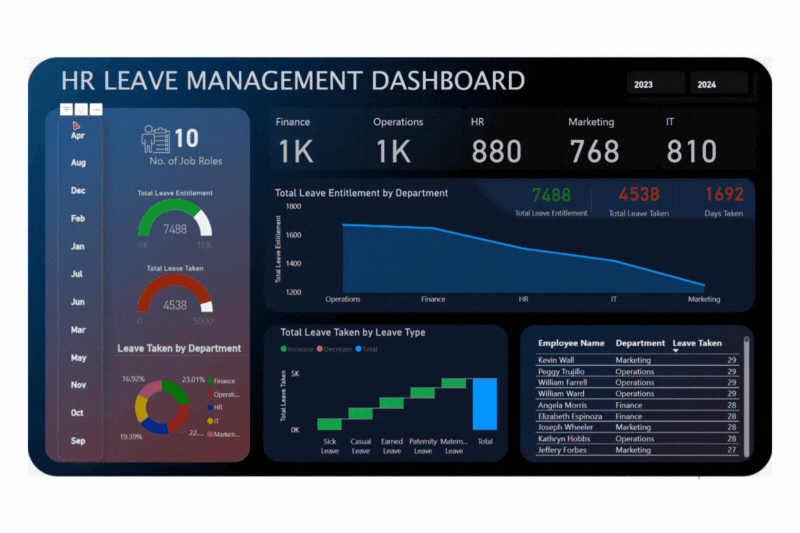 HR LEAVE MANAGEMENT DASHBOARD
2023
2024
Apr
Aug
Dec
Feb
Jan
Jul
Jun
Mar
May
Nov
Oct
Sep
10
No. of Job Roles
Total Leave Entitlement
7488
0K
10K
Total Leave Taken
4538
0
5000
Leave Taken by Department
16.92%
23.01%
19.39%
22....
Finance
Operati...
HR
IT
Marketi...
Finance
Operations
HR
Marketing
IT
1K
1K
880
768
810
Total Leave Entitlement by Department
7488
Total Leave Entitlement
4538
Total Leave Taken
1692
Days Taken
Total Leave Entitlement
1800
1600
1400
1200
Operations
Finance
HR
IT
Marketing
Total Leave Taken by Leave Type
Increase
Decrease
Total
Total Leave Taken
5K
0K
Sick Leave
Casual Leave
Earned Leave
Paternity Leave
Matern... Leave
Total
Employee Name Department Leave Taken
Kevin Wall Marketing 29
Peggy Trujillo Operations 29
William Farrell Operations 29
William Ward Operations 29
Angela Morris Finance 28
Elizabeth Espinoza Finance 28
Joseph Wheeler Marketing 28
Kathryn Hobbs Operations 28
Jeffery Forbes Marketing 27